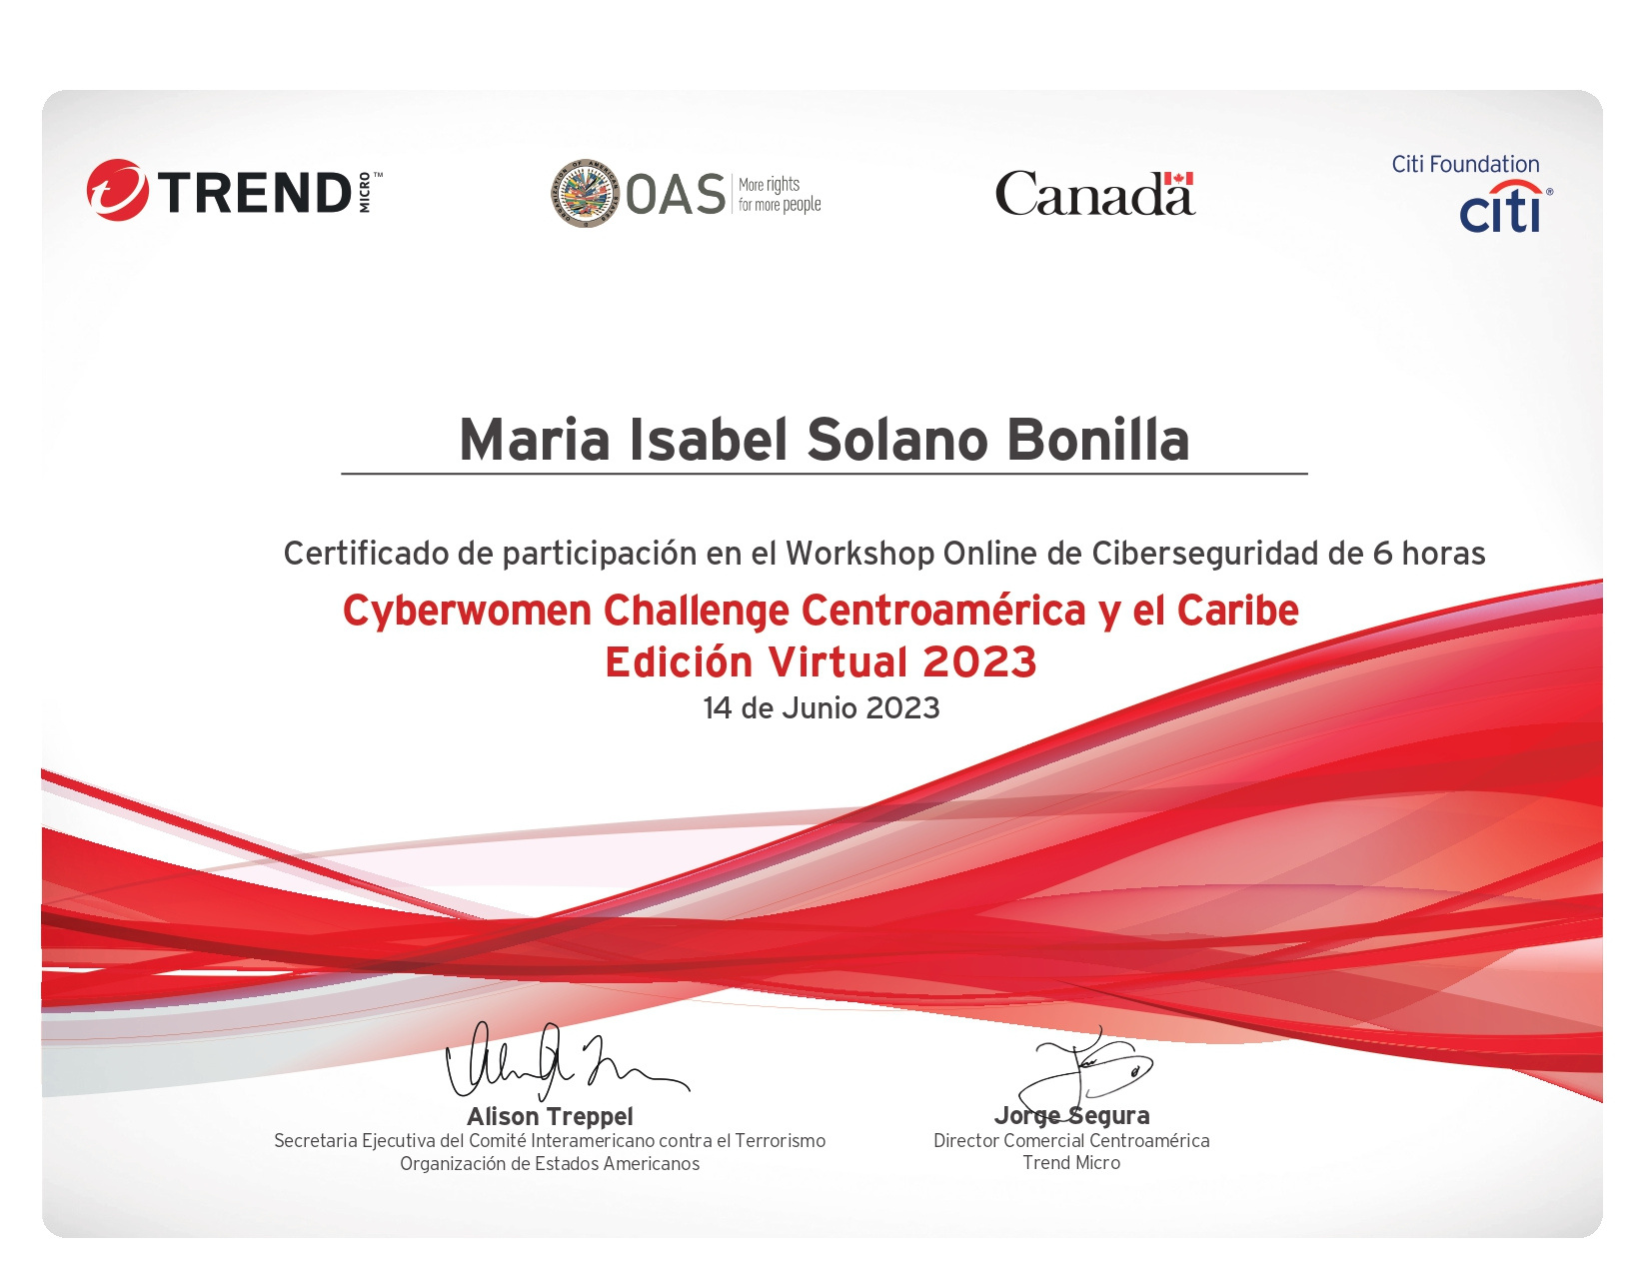 TREND MICRO™
OAS More rights for more people
Canada
Citi Foundation
citi®
Maria Isabel Solano Bonilla
Certificado de participación en el Workshop Online de Ciberseguridad de 6 horas
Cyberwomen Challenge Centroamérica y el Caribe
Edición Virtual 2023
14 de Junio 2023
Alison Treppel
Secretaria Ejecutiva del Comité Interamericano contra el Terrorismo
Organización de Estados Americanos
Jorge Segura
Director Comercial Centroamérica
Trend Micro